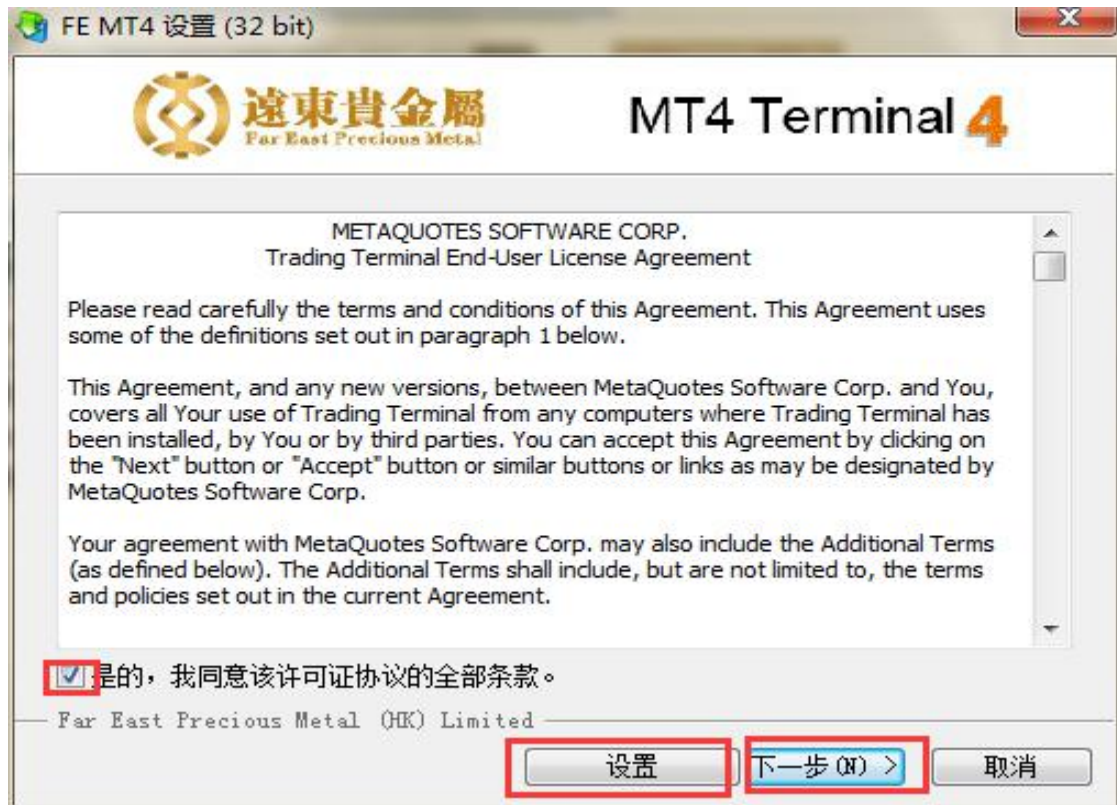 FE MT4 设置 (32 bit)
遠東貴金屬
Far East Precious Metal
MT4 Terminal 4
METAQUOTES SOFTWARE CORP.
Trading Terminal End-User License Agreement
Please read carefully the terms and conditions of this Agreement. This Agreement uses
some of the definitions set out in paragraph 1 below.
This Agreement, and any new versions, between MetaQuotes Software Corp. and You,
covers all Your use of Trading Terminal from any computers where Trading Terminal has
been installed, by You or by third parties. You can accept this Agreement by clicking on
the "Next" button or "Accept" button or similar buttons or links as may be designated by
MetaQuotes Software Corp.
Your agreement with MetaQuotes Software Corp. may also include the Additional Terms
(as defined below). The Additional Terms shall include, but are not limited to, the terms
and policies set out in the current Agreement.
是的，我同意该许可证协议的全部条款。
Far East Precious Metal (HK) Limited
设置
下一步(N) >
取消